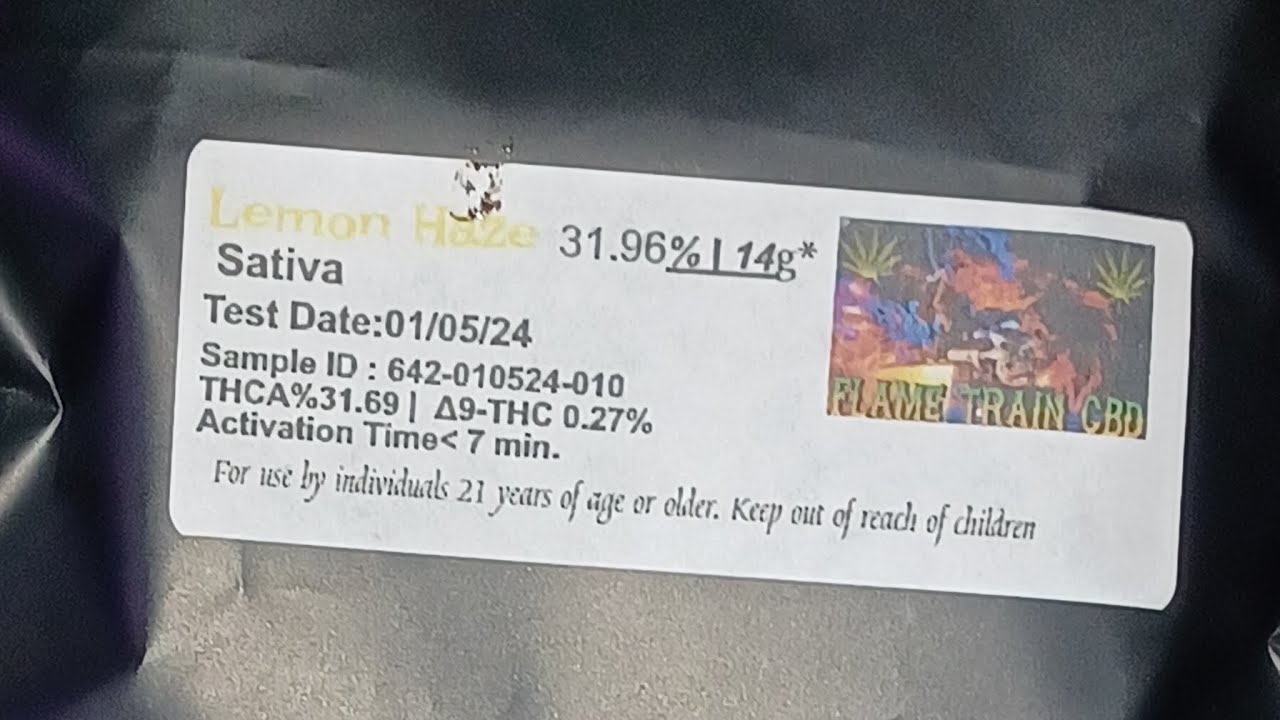 Lemon Haze 31.96% | 14g*
Sativa
Test Date:01/05/24
Sample ID : 642-010524-010
THCA%31.69 | Δ9-THC 0.27%
Activation Time< 7 min.
For use by individuals 21 years of age or older. Keep out of reach of children
FLAME TRAIN CBD